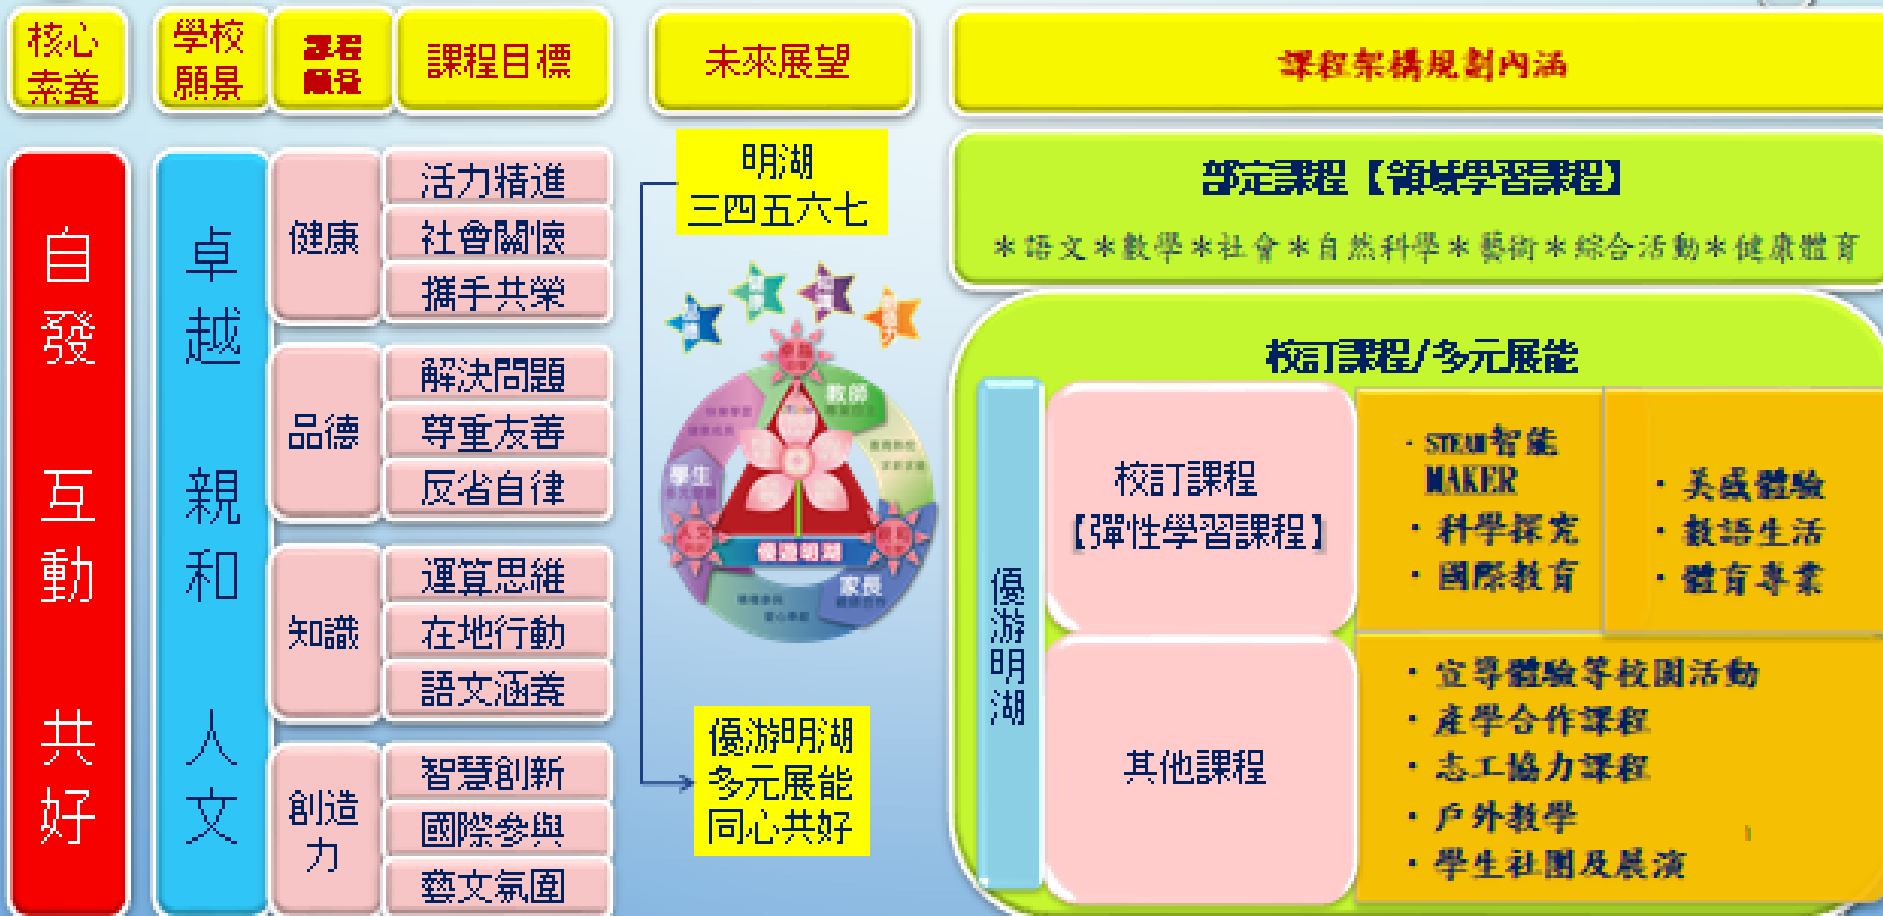 核心
素養
學校
願景
課程
願景
課程目標
未來展望
課程架構規劃內涵
自發 互動 共好
卓越 親和 人文
健康
活力精進
社會關懷
攜手共榮
品德
解決問題
尊重友善
反省自律
知識
運算思維
在地行動
語文涵養
創造
力
智慧創新
國際參與
藝文氣圍
明湖
三四五六七
教師
學生
家長
優遊明湖
優游明湖
多元展能
同心共好
部定課程【領域學習課程】
＊語文＊數學＊社會＊自然科學＊藝術＊綜合活動＊健康體育
校訂課程/多元展能
優游明湖
校訂課程
【彈性學習課程】
・STEAM智能
MAKER
・科學探究
・國際教育
・美感體驗
・數語生活
・體育專業
其他課程
・宣導體驗等校園活動
・產學合作課程
・志工協力課程
・戶外教學
・學生社團及展演